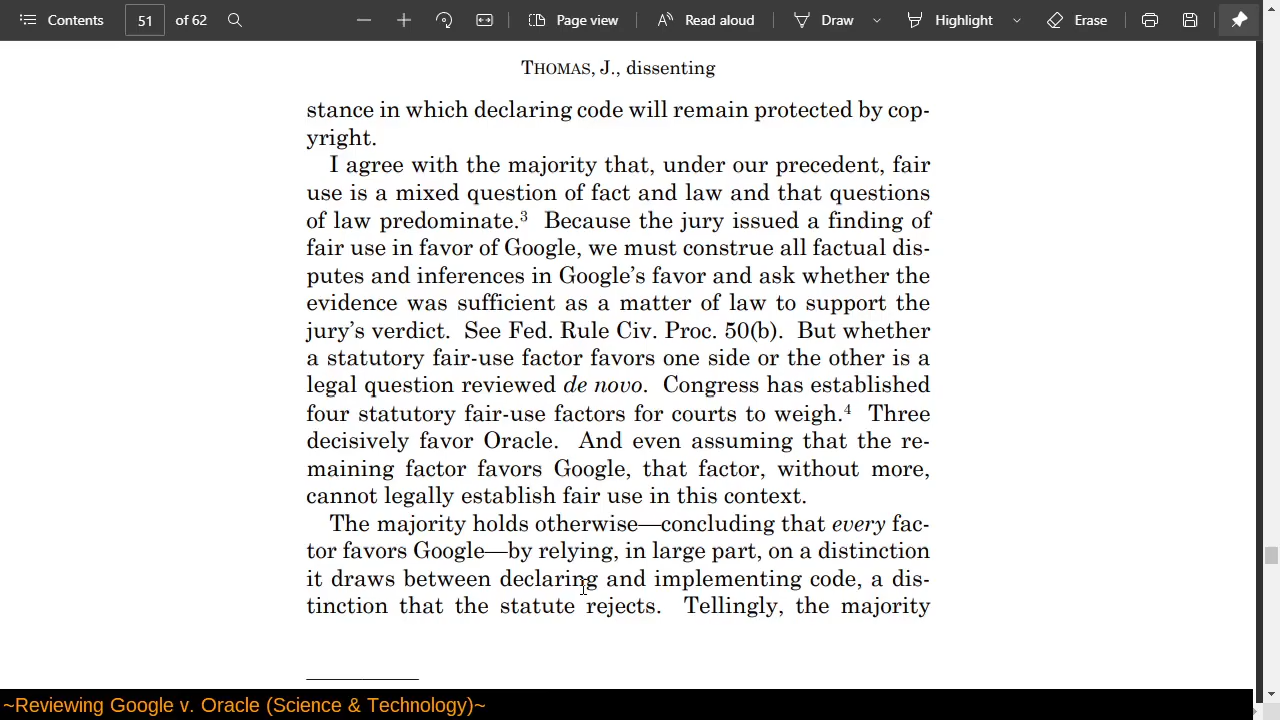 Contents 51 of 62 Page view Read aloud Draw Highlight Erase
THOMAS, J., dissenting
stance in which declaring code will remain protected by cop-
yright.
I agree with the majority that, under our precedent, fair
use is a mixed question of fact and law and that questions
of law predominate.³ Because the jury issued a finding of
fair use in favor of Google, we must construe all factual dis-
putes and inferences in Google’s favor and ask whether the
evidence was sufficient as a matter of law to support the
jury’s verdict. See Fed. Rule Civ. Proc. 50(b). But whether
a statutory fair-use factor favors one side or the other is a
legal question reviewed de novo. Congress has established
four statutory fair-use factors for courts to weigh.⁴ Three
decisively favor Oracle. And even assuming that the re-
maining factor favors Google, that factor, without more,
cannot legally establish fair use in this context.
The majority holds otherwise—concluding that every fac-
tor favors Google—by relying, in large part, on a distinction
it draws between declaring and implementing code, a dis-
tinction that the statute rejects. Tellingly, the majority
~Reviewing Google v. Oracle (Science & Technology)~